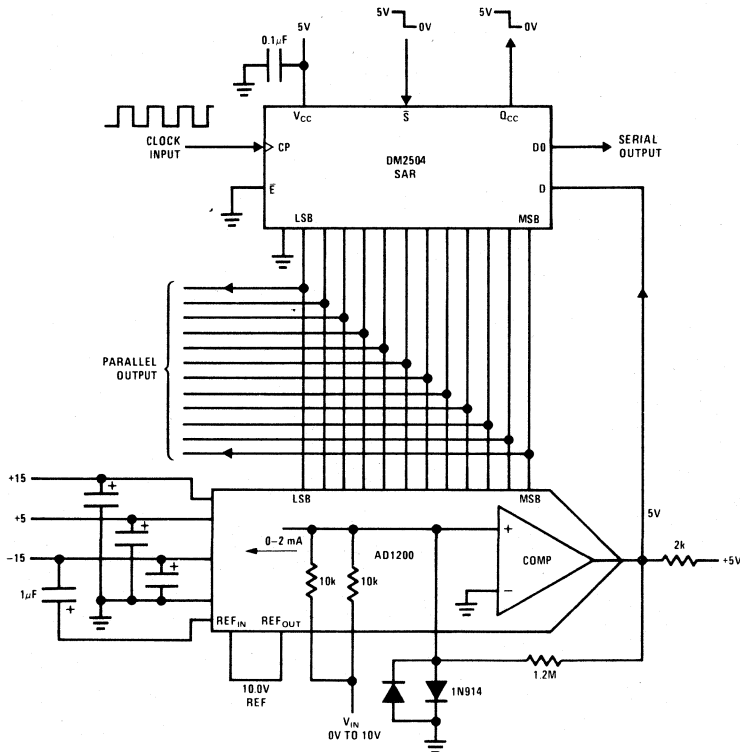 5V
0V
5V
0V
5V
0.1µF
VCC
S̅
QCC
CLOCK
INPUT
CP
DM2504
SAR
DO
SERIAL
OUTPUT
E̅
D
LSB
MSB
PARALLEL
OUTPUT
+15
LSB
MSB
+
+5
0–2 mA
AD1200
+
5V
+
COMP
2k
+5V
-15
10k
10k
+
−
1µF
+
REFIN
REFOUT
10.0V
REF
1N914
1.2M
VIN
0V TO 10V